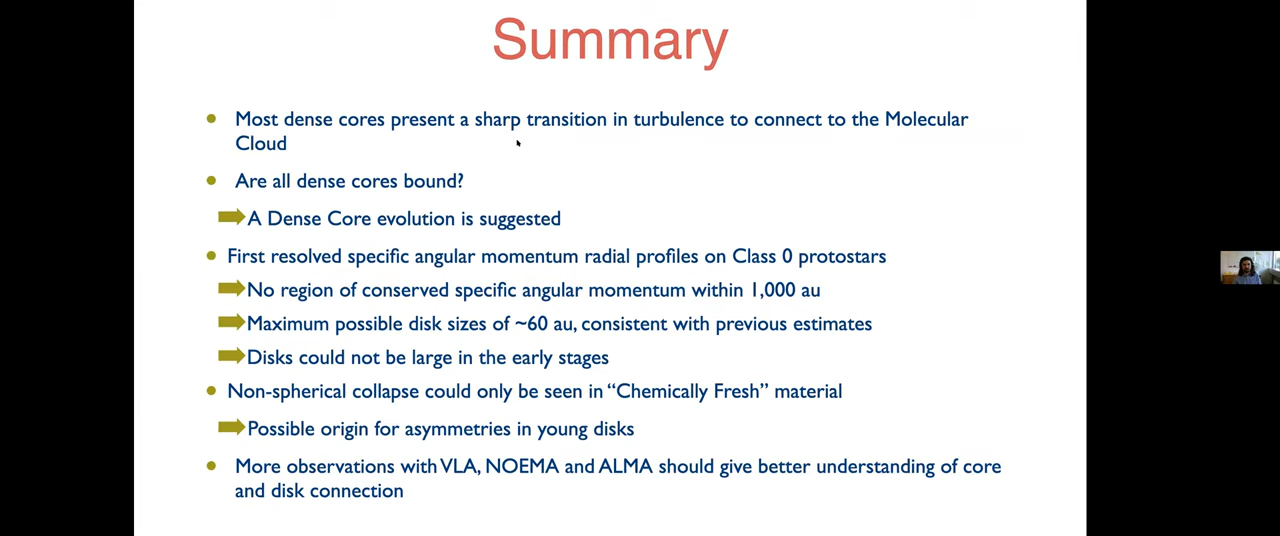 Summary
Most dense cores present a sharp transition in turbulence to connect to the Molecular
Cloud
Are all dense cores bound?
A Dense Core evolution is suggested
First resolved specific angular momentum radial profiles on Class 0 protostars
No region of conserved specific angular momentum within 1,000 au
Maximum possible disk sizes of ~60 au, consistent with previous estimates
Disks could not be large in the early stages
Non-spherical collapse could only be seen in “Chemically Fresh” material
Possible origin for asymmetries in young disks
More observations with VLA, NOEMA and ALMA should give better understanding of core
and disk connection